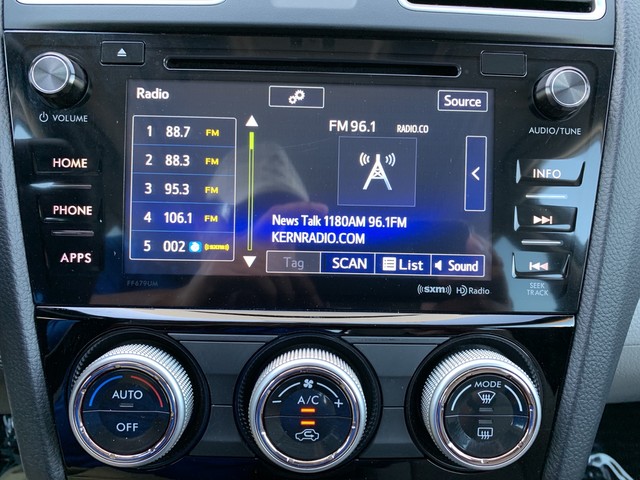 Radio
Source
VOLUME
AUDIO/TUNE
1 88.7 FM
2 88.3 FM
3 95.3 FM
4 106.1 FM
5 002 ((SiriusXM))
FM 96.1 RADIO.CO
News Talk 1180AM 96.1FM
KERNRADIO.COM
Tag SCAN List Sound
HOME
PHONE
APPS
INFO
SEEK
TRACK
FF679UM
((sxm)) HD Radio
AUTO
OFF
A/C
- +
MODE